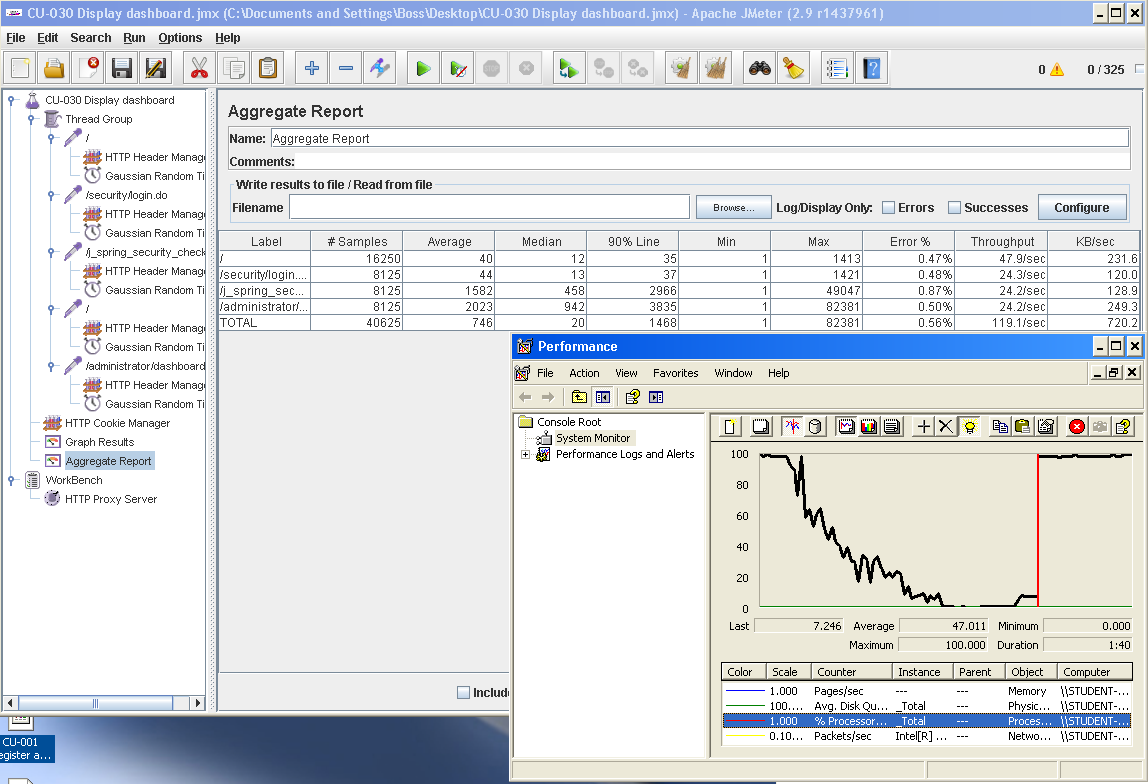 CU-030 Display dashboard.jmx (C:\Documents and Settings\Boss\Desktop\CU-030 Display dashboard.jmx) - Apache JMeter (2.9 r1437961)
File Edit Search Run Options Help
0 0 / 325
CU-030 Display dashboard
Thread Group
/
HTTP Header Manag
Gaussian Random Ti
/security/login.do
HTTP Header Manag
Gaussian Random Ti
/j_spring_security_check
HTTP Header Manag
Gaussian Random Ti
/
HTTP Header Manag
Gaussian Random Ti
/administrator/dashboard
HTTP Header Manag
Gaussian Random Ti
HTTP Cookie Manager
Graph Results
Aggregate Report
WorkBench
HTTP Proxy Server
Aggregate Report
Name: Aggregate Report
Comments:
Write results to file / Read from file
Filename Browse... Log/Display Only: Errors Successes Configure
Label # Samples Average Median 90% Line Min Max Error % Throughput KB/sec
/ 16250 40 12 35 1 1413 0.47% 47.9/sec 231.6
/security/login.... 8125 44 13 37 1 1421 0.48% 24.3/sec 120.0
/j_spring_sec... 8125 1582 458 2966 1 49047 0.87% 24.2/sec 128.9
/administrator/... 8125 2023 942 3835 1 82381 0.50% 24.2/sec 249.3
TOTAL 40625 746 20 1468 1 82381 0.56% 119.1/sec 720.2
Includ
Performance
File Action View Favorites Window Help
Console Root
System Monitor
Performance Logs and Alerts
100
80
60
40
20
0
Last 7.246 Average 47.011 Minimum 0.000
Maximum 100.000 Duration 1:40
Color Scale Counter Instance Parent Object Computer
1.000 Pages/sec --- --- Memory \\STUDENT-...
100.... Avg. Disk Qu... _Total --- Physic... \\STUDENT-...
1.000 % Processor... _Total --- Proces... \\STUDENT-...
0.10... Packets/sec Intel[R] ... --- Netwo... \\STUDENT-...
CU-001
egister a...